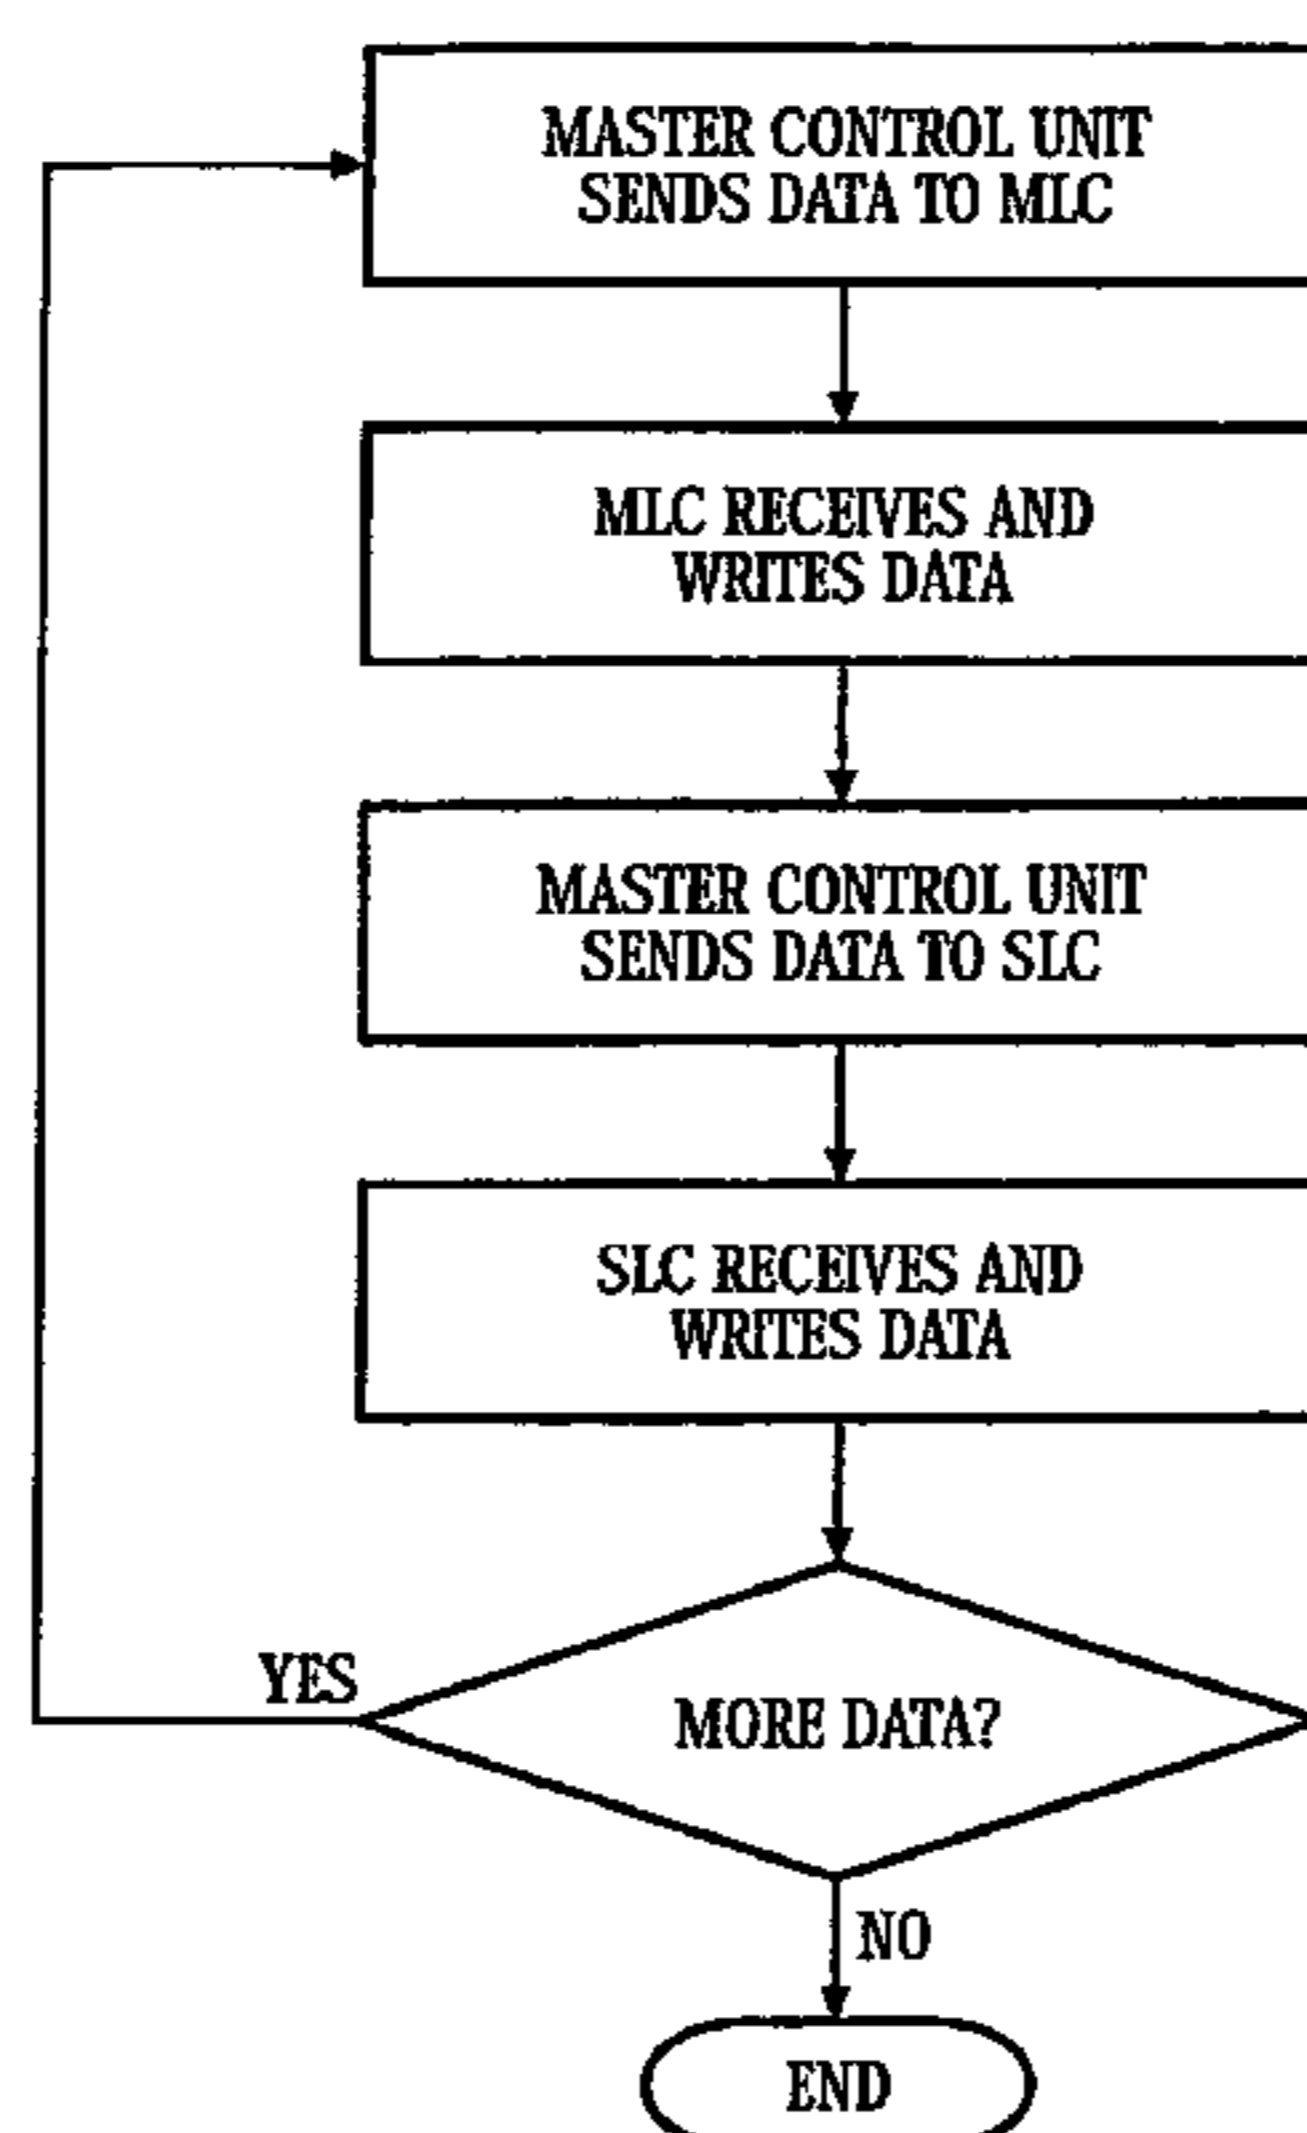 MASTER CONTROL UNIT
SENDS DATA TO MLC
MLC RECEIVES AND
WRITES DATA
MASTER CONTROL UNIT
SENDS DATA TO SLC
SLC RECEIVES AND
WRITES DATA
YES
MORE DATA?
NO
END